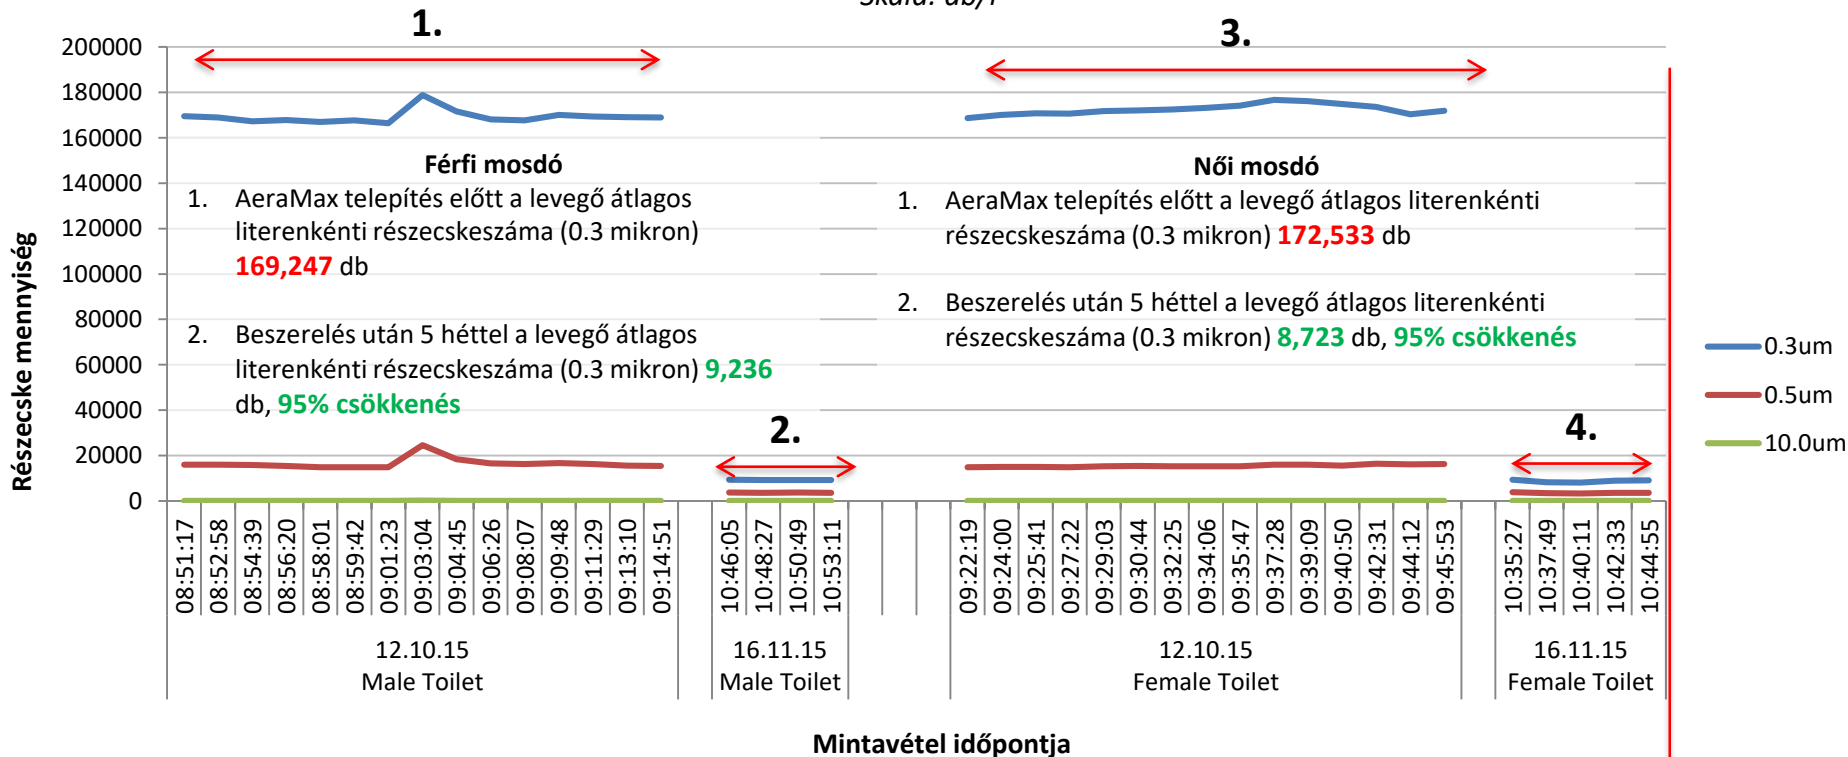 Skála: db/l
1.
3.
200000
180000
160000
140000
120000
100000
80000
60000
40000
20000
0
Részecske mennyiség
Férfi mosdó
1. AeraMax telepítés előtt a levegő átlagos
literenkénti részecskeszáma (0.3 mikron)
169,247 db
2. Beszerelés után 5 héttel a levegő átlagos
literenkénti részecskeszáma (0.3 mikron) 9,236
db, 95% csökkenés
Női mosdó
1. AeraMax telepítés előtt a levegő átlagos literenkénti
részecskeszáma (0.3 mikron) 172,533 db
2. Beszerelés után 5 héttel a levegő átlagos literenkénti
részecskeszáma (0.3 mikron) 8,723 db, 95% csökkenés
2.
4.
0.3um
0.5um
10.0um
08:51:17
08:52:58
08:54:39
08:56:20
08:58:01
08:59:42
09:01:23
09:03:04
09:04:45
09:06:26
09:08:07
09:09:48
09:11:29
09:13:10
09:14:51
10:46:05
10:48:27
10:50:49
10:53:11
09:22:19
09:24:00
09:25:41
09:27:22
09:29:03
09:30:44
09:32:25
09:34:06
09:35:47
09:37:28
09:39:09
09:40:50
09:42:31
09:44:12
09:45:53
10:35:27
10:37:49
10:40:11
10:42:33
10:44:55
12.10.15
Male Toilet
16.11.15
Male Toilet
12.10.15
Female Toilet
16.11.15
Female Toilet
Mintavétel időpontja